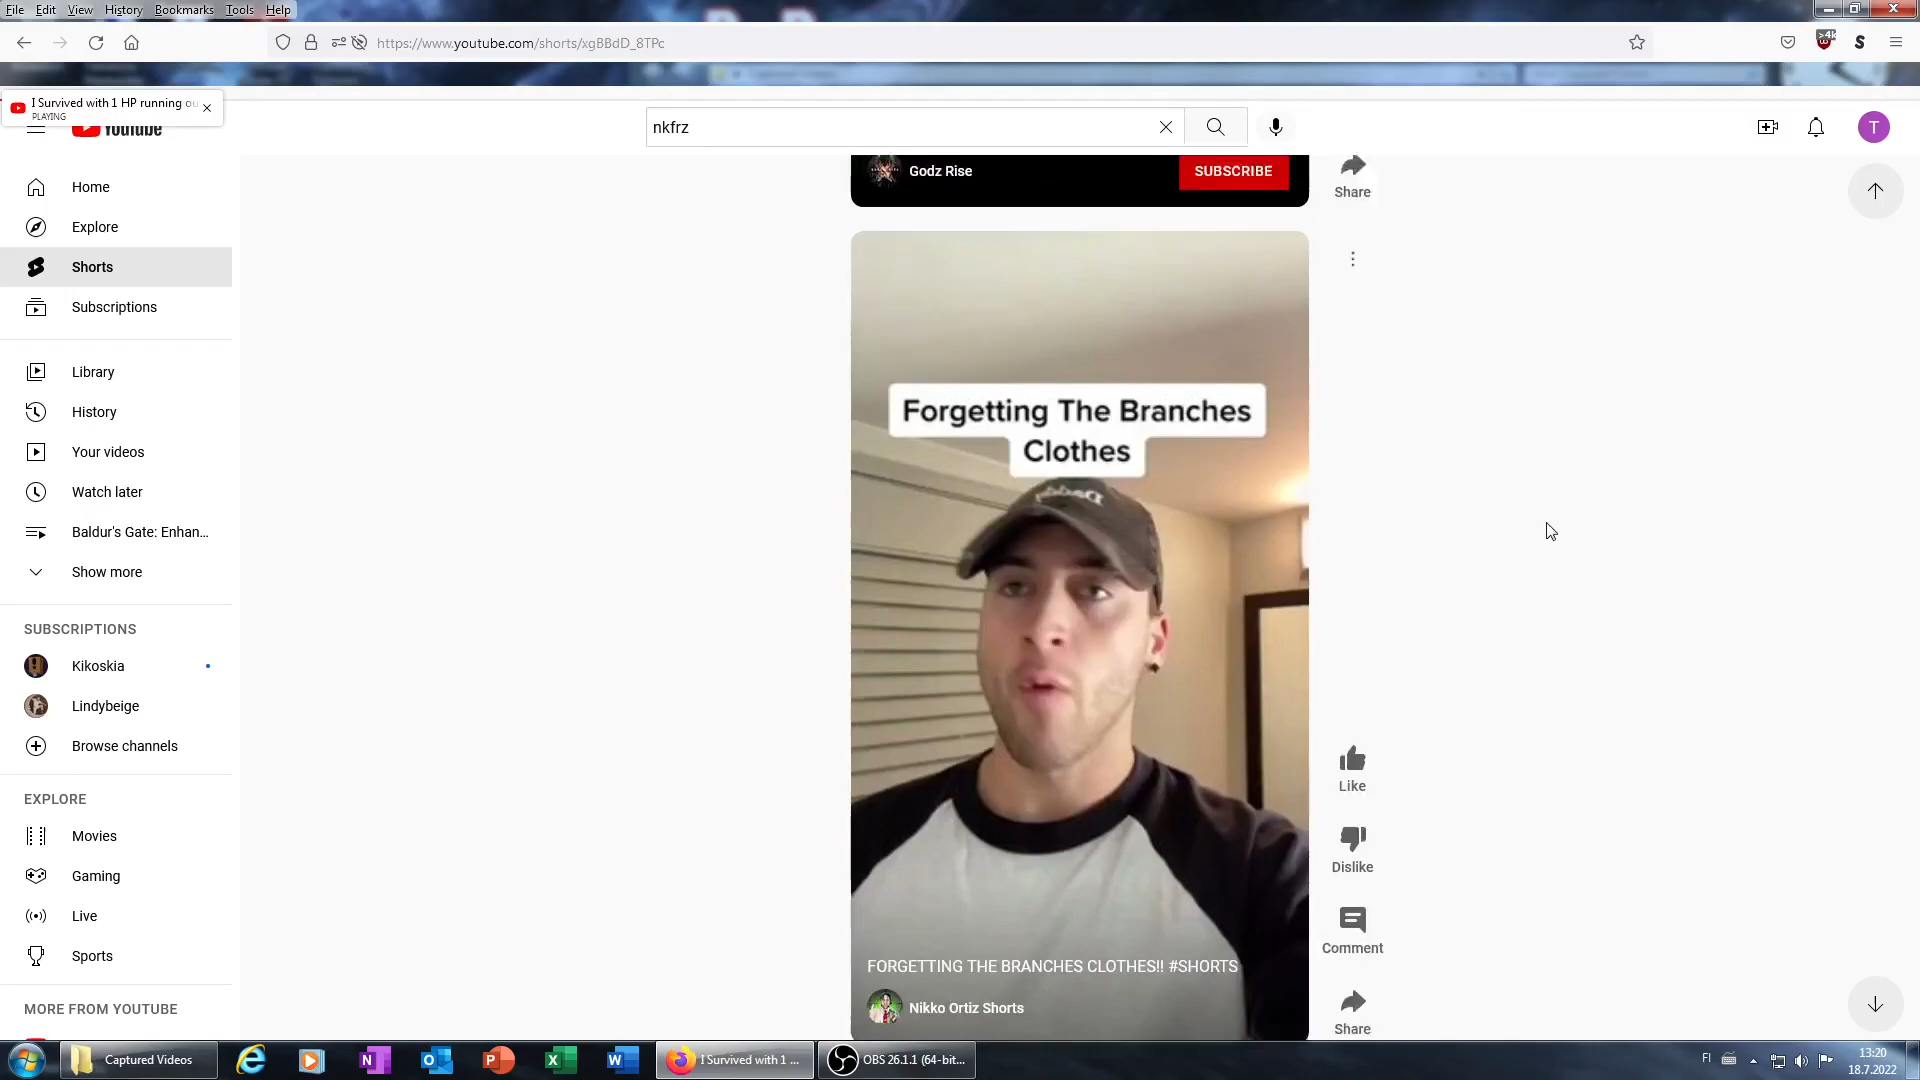 File Edit View History Bookmarks Tools Help
https://www.youtube.com/shorts/xgBBdD_8TPc
>4k
I Survived with 1 HP running ou
PLAYING
YouTube
nkfrz
T
Home
Explore
Shorts
Subscriptions
Library
History
Your videos
Watch later
Baldur's Gate: Enhan...
Show more
SUBSCRIPTIONS
Kikoskia
Lindybeige
Browse channels
EXPLORE
Movies
Gaming
Live
Sports
MORE FROM YOUTUBE
Godz Rise
SUBSCRIBE
Share
Forgetting The Branches
Clothes
FORGETTING THE BRANCHES CLOTHES!! #SHORTS
Nikko Ortiz Shorts
Like
Dislike
Comment
Share
Captured Videos
I Survived with 1 ...
OBS 26.1.1 (64-bit...
FI
13:20
18.7.2022